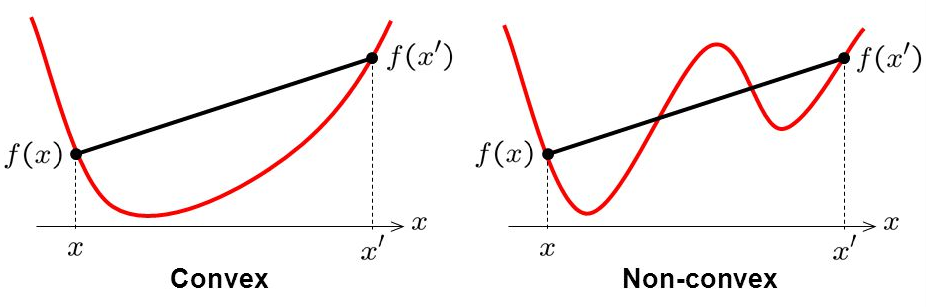 f(x)
f(x′)
x
x′
x
Convex
f(x)
f(x′)
x
x′
x
Non-convex